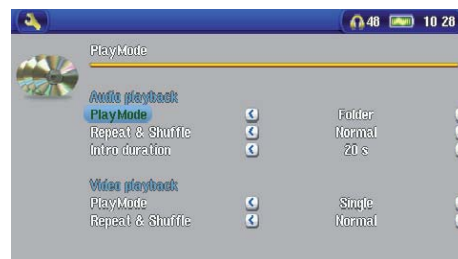 48 10 28
PlayMode
Audio playback
PlayMode Folder
Repeat & Shuffle Normal
Intro duration 20 s
Video playback
PlayMode Single
Repeat & Shuffle Normal